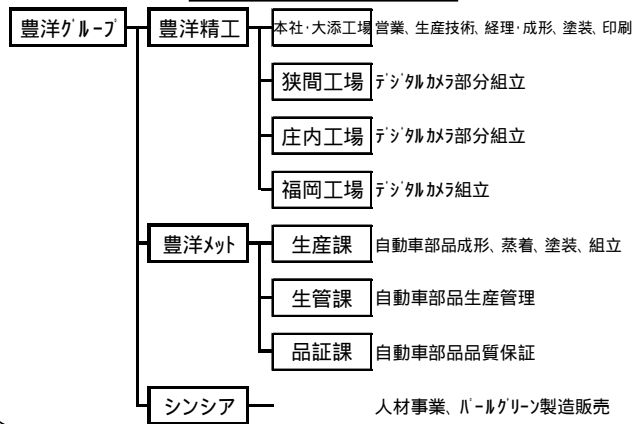 豊洋ｸﾞﾙｰﾌﾟ 豊洋精工 本社･大添工場 営業、生産技術、経理･成形、塗装、印刷
狭間工場 ﾃﾞｼﾞﾀﾙｶﾒﾗ部分組立
庄内工場 ﾃﾞｼﾞﾀﾙｶﾒﾗ部分組立
福岡工場 ﾃﾞｼﾞﾀﾙｶﾒﾗ組立
豊洋ﾒｯﾄ 生産課 自動車部品成形、蒸着、塗装、組立
生管課 自動車部品生産管理
品証課 自動車部品品質保証
シンシア 人材事業、ﾊﾟｰﾙｸﾞﾘｰﾝ製造販売